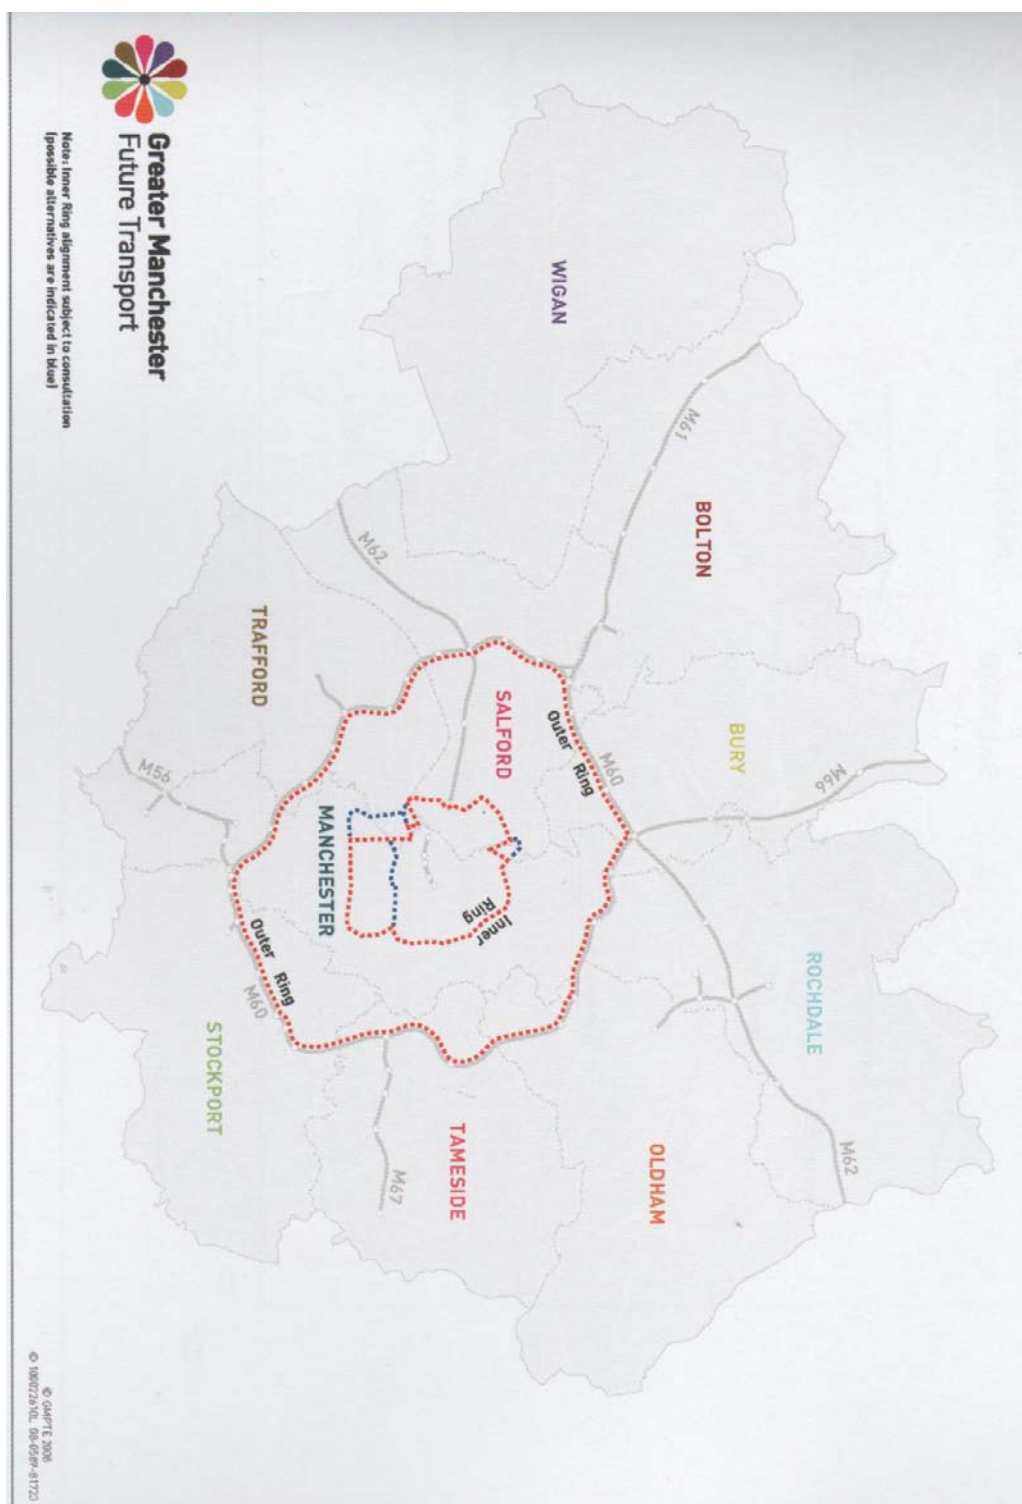 WIGAN
M61
BOLTON
BURY
M66
ROCHDALE
M62
OLDHAM
M62
SALFORD
Outer Ring
M60
Inner
Ring
TRAFFORD
M56
MANCHESTER
Outer Ring
M60
STOCKPORT
TAMESIDE
M67
Greater Manchester
Future Transport
Note: Inner Ring alignment subject to consultation
(possible alternatives are indicated in blue)
© GMPTE 2008